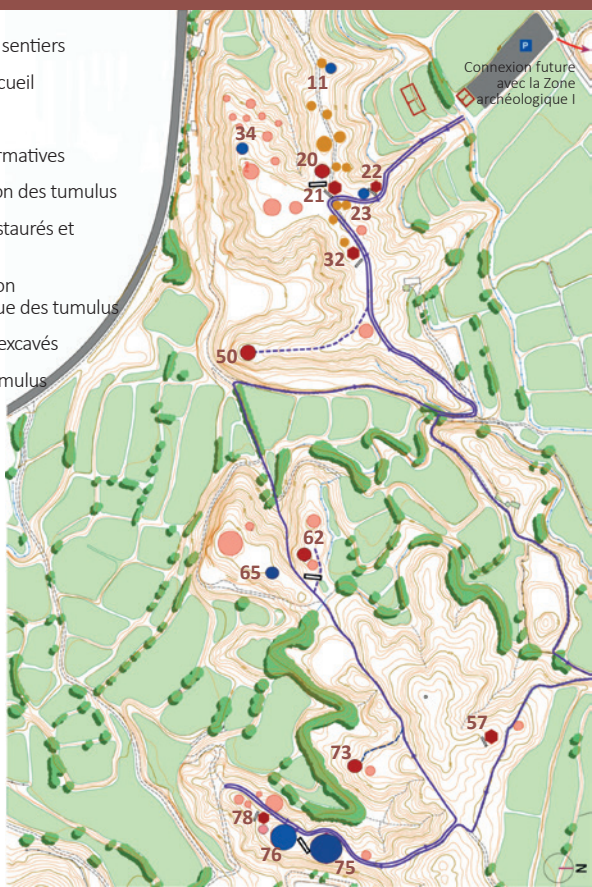 sentiers
cueil
rmatives
on des tumulus
staurés et
on
ue des tumulus
excavés
mulus
P
Connexion future
avec la Zone
archéologique I
11
34
20
22
21
23
32
50
62
65
57
73
78
76
75
N